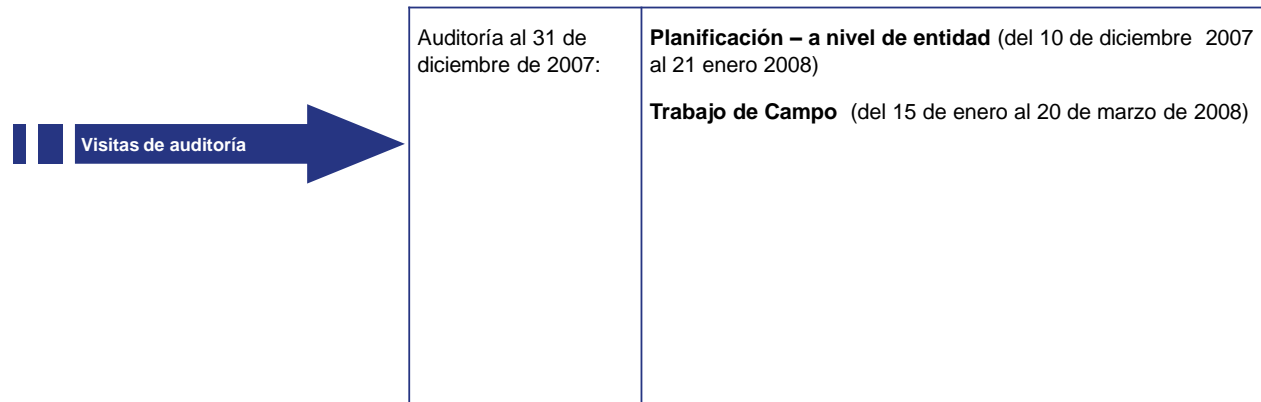 Visitas de auditoría
Auditoría al 31 de
diciembre de 2007:
Planificación – a nivel de entidad (del 10 de diciembre 2007
al 21 enero 2008)
Trabajo de Campo (del 15 de enero al 20 de marzo de 2008)